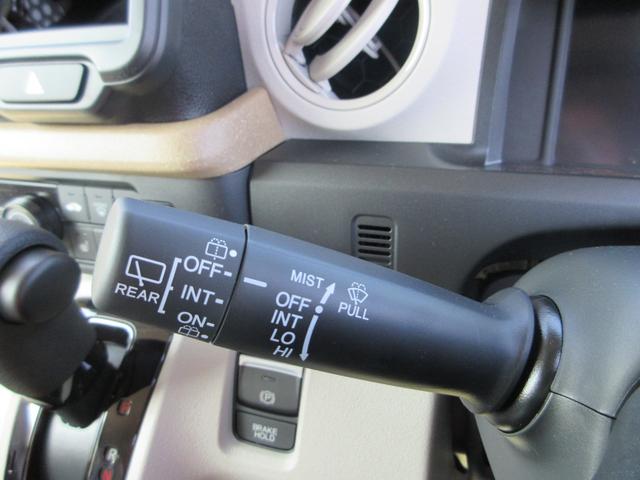 OFF-
REAR
INT-
ON-
MIST
OFF
INT
LO
HI
PULL
BRAKE
HOLD
R